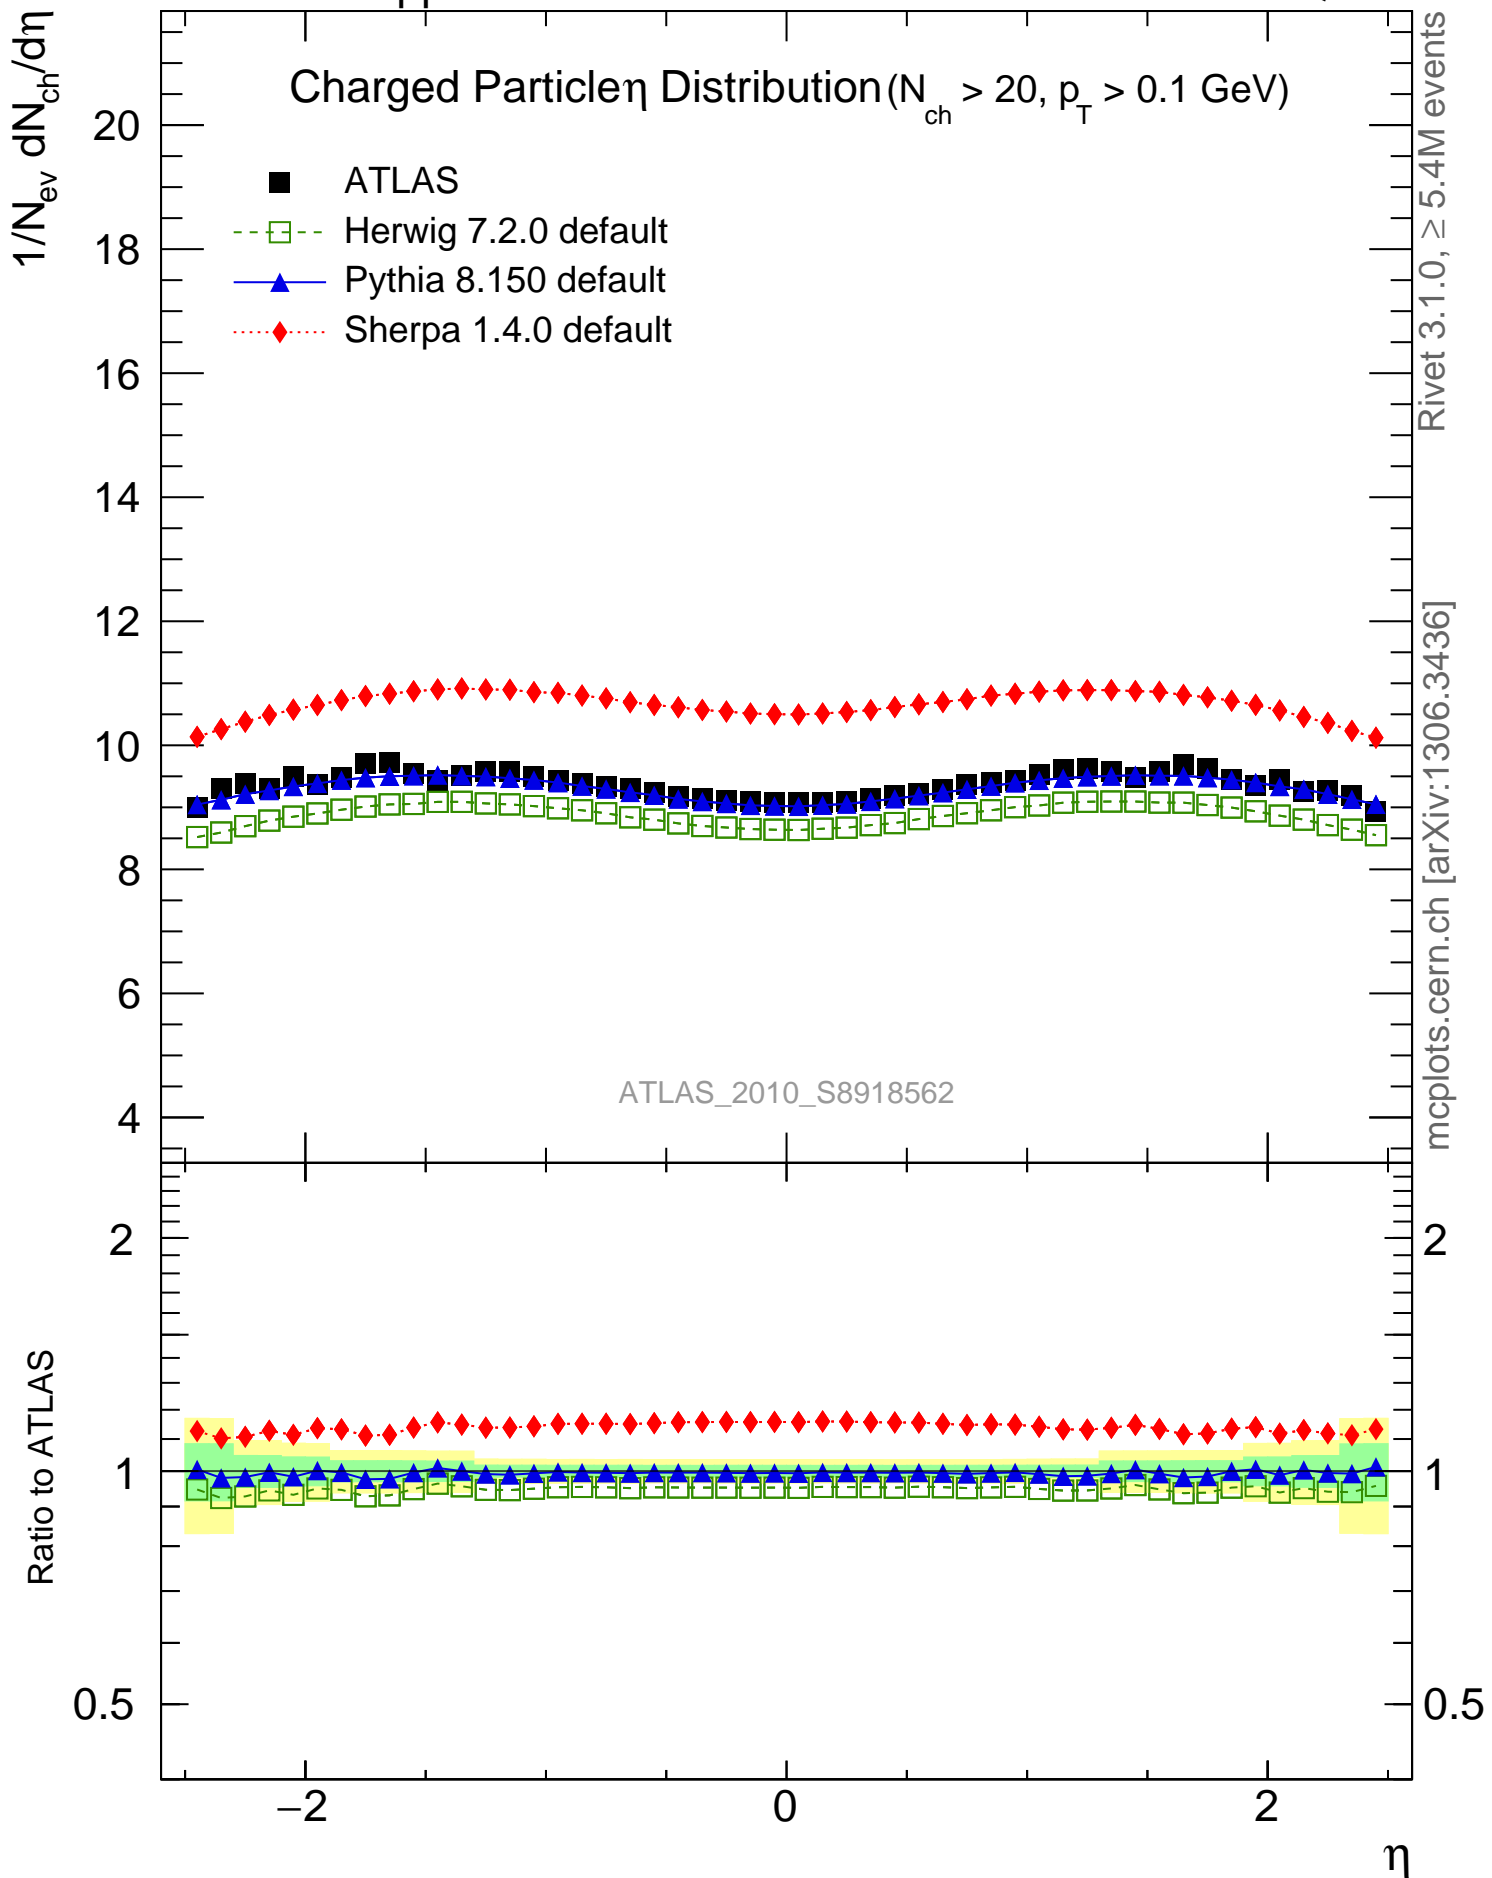 Charged Particle η Distribution (N_ch > 20, p_T > 0.1 GeV)
ATLAS
Herwig 7.2.0 default
Pythia 8.150 default
Sherpa 1.4.0 default
1/N_ev dN_ch/dη
20
18
16
14
12
10
8
6
4
ATLAS_2010_S8918562
Rivet 3.1.0, ≥ 5.4M events
mcplots.cern.ch [arXiv:1306.3436]
Ratio to ATLAS
2
1
0.5
2
1
0.5
−2
0
2
η